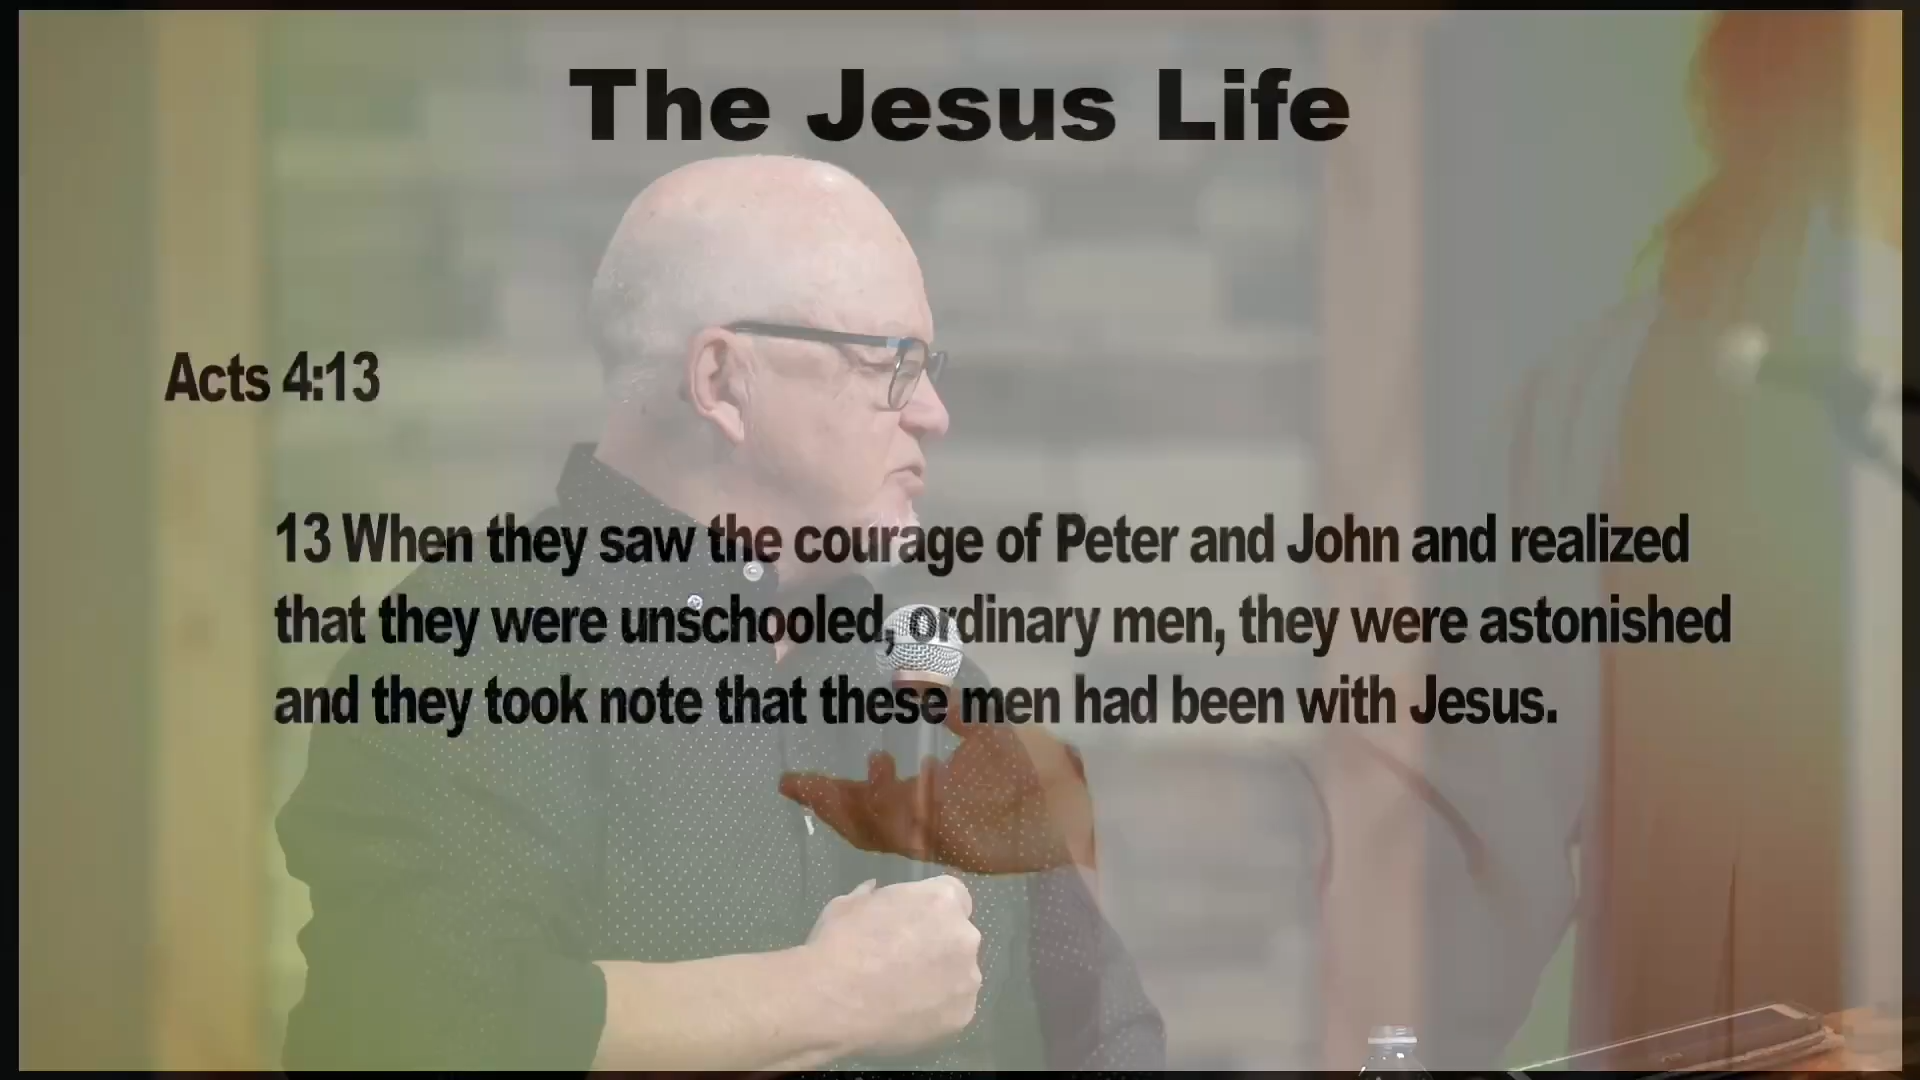 The Jesus Life
Acts 4:13
13 When they saw the courage of Peter and John and realized
that they were unschooled, ordinary men, they were astonished
and they took note that these men had been with Jesus.